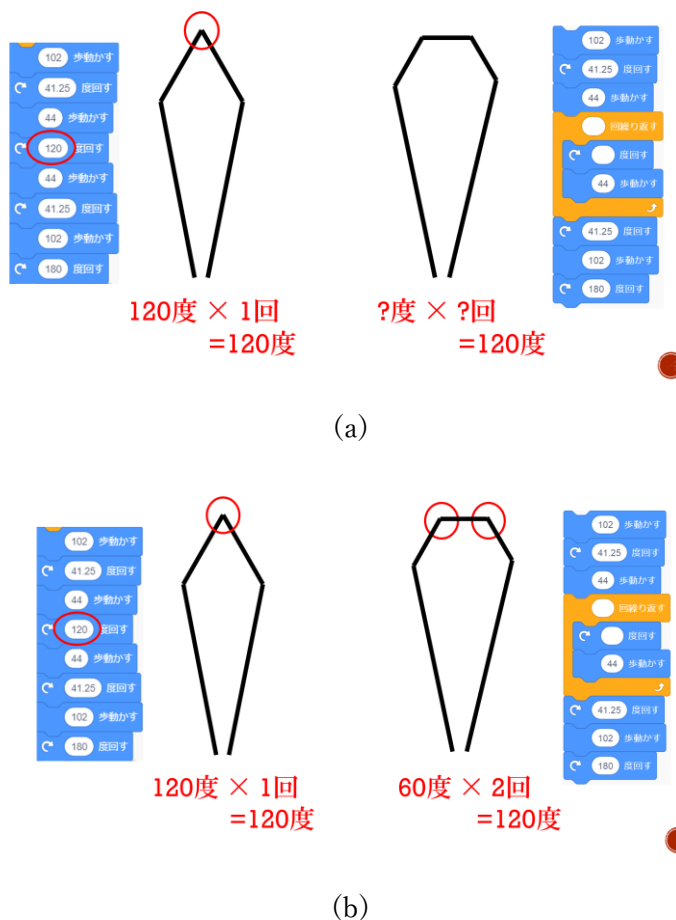 102 歩動かす
41.25 度回す
44 歩動かす
120 度回す
44 歩動かす
41.25 度回す
102 歩動かす
180 度回す
120度 × 1回
=120度
102 歩動かす
41.25 度回す
44 歩動かす
回繰り返す
度回す
44 歩動かす
41.25 度回す
102 歩動かす
180 度回す
?度 × ?回
=120度
(a)
102 歩動かす
41.25 度回す
44 歩動かす
120 度回す
44 歩動かす
41.25 度回す
102 歩動かす
180 度回す
120度 × 1回
=120度
102 歩動かす
41.25 度回す
44 歩動かす
回繰り返す
度回す
44 歩動かす
41.25 度回す
102 歩動かす
180 度回す
60度 × 2回
=120度
(b)